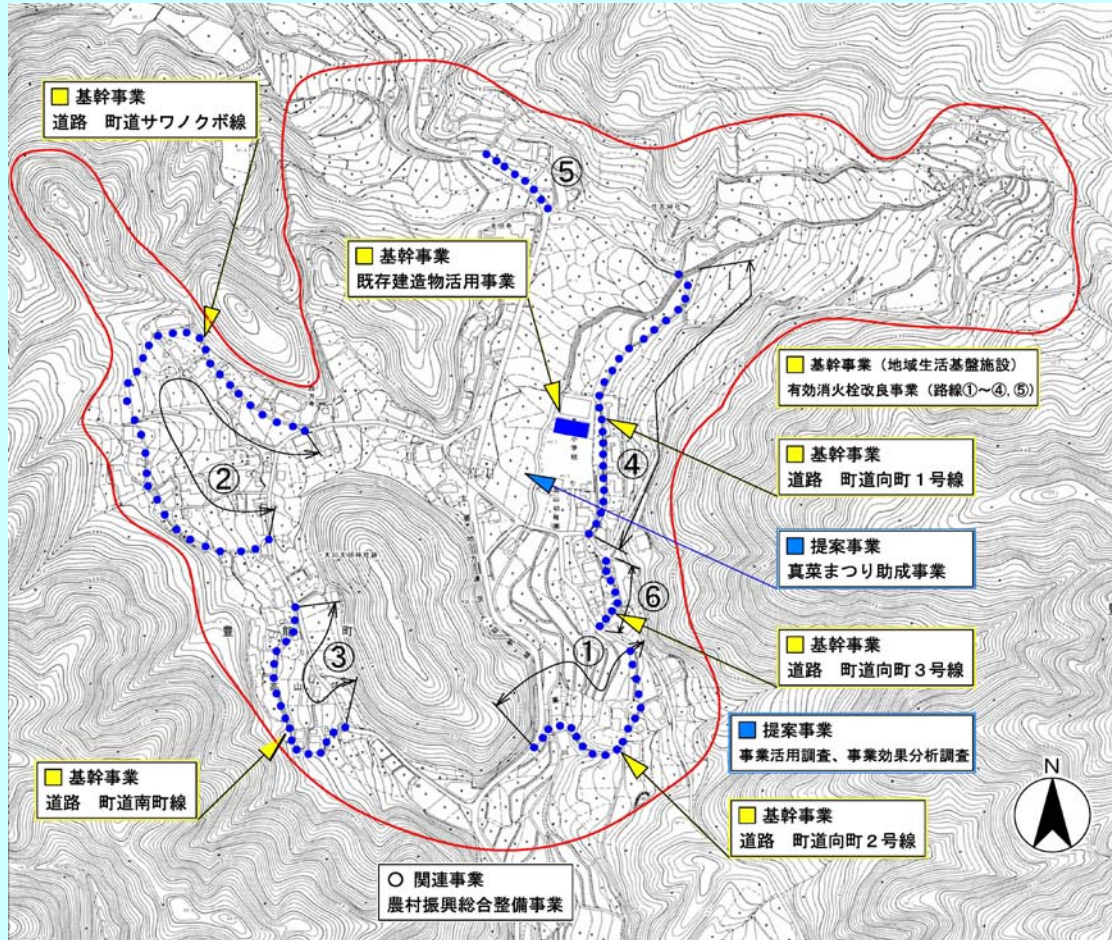 ■ 基幹事業
道路　町道サワノクボ線
⑤
■ 基幹事業
既存建造物活用事業
■ 基幹事業（地域生活基盤施設）
有効消火栓改良事業（路線①～④, ⑤）
■ 基幹事業
道路　町道向町１号線
②
④
■ 提案事業
真菜まつり助成事業
⑥
■ 基幹事業
道路　町道向町３号線
豊能町
①
③
■ 提案事業
事業活用調査、事業効果分析調査
■ 基幹事業
道路　町道南町線
■ 基幹事業
道路　町道向町２号線
N
○ 関連事業
農村振興総合整備事業